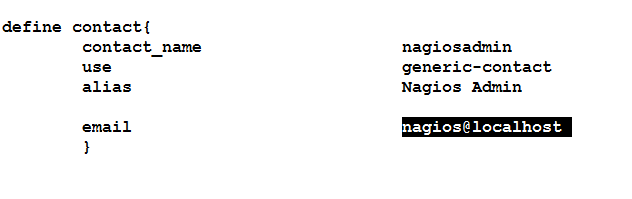 define contact{
contact_name nagiosadmin
use generic-contact
alias Nagios Admin
email nagios@localhost
}